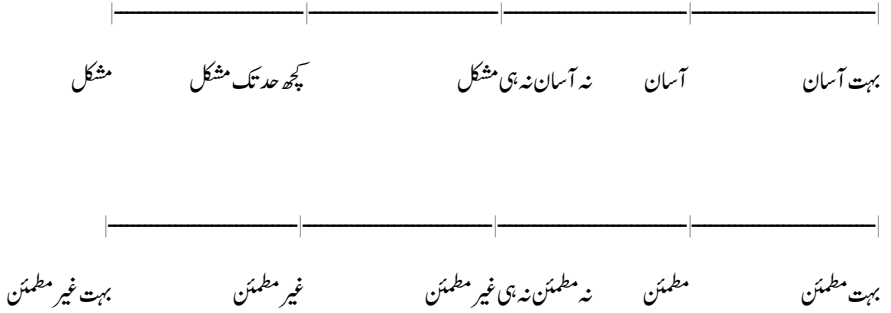 بہت آسان آسان نہ آسان نہ ہی مشکل کچھ حد تک مشکل مشکل
بہت مطمئن مطمئن نہ مطمئن نہ ہی غیر مطمئن غیر مطمئن بہت غیر مطمئن